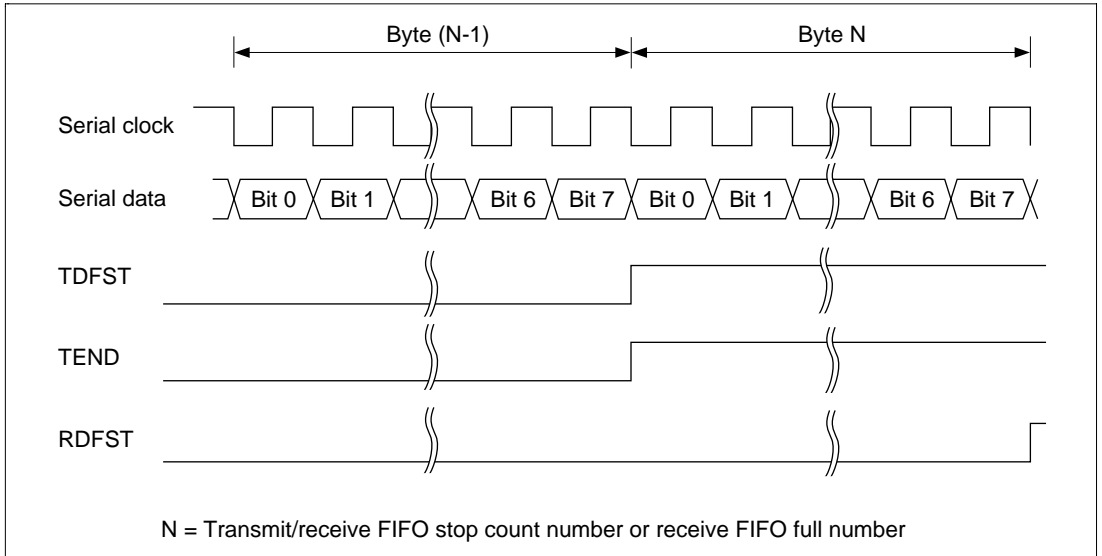 Byte (N-1) Byte N
Serial clock
Serial data Bit 0 Bit 1 Bit 6 Bit 7 Bit 0 Bit 1 Bit 6 Bit 7
TDFST
TEND
RDFST
N = Transmit/receive FIFO stop count number or receive FIFO full number